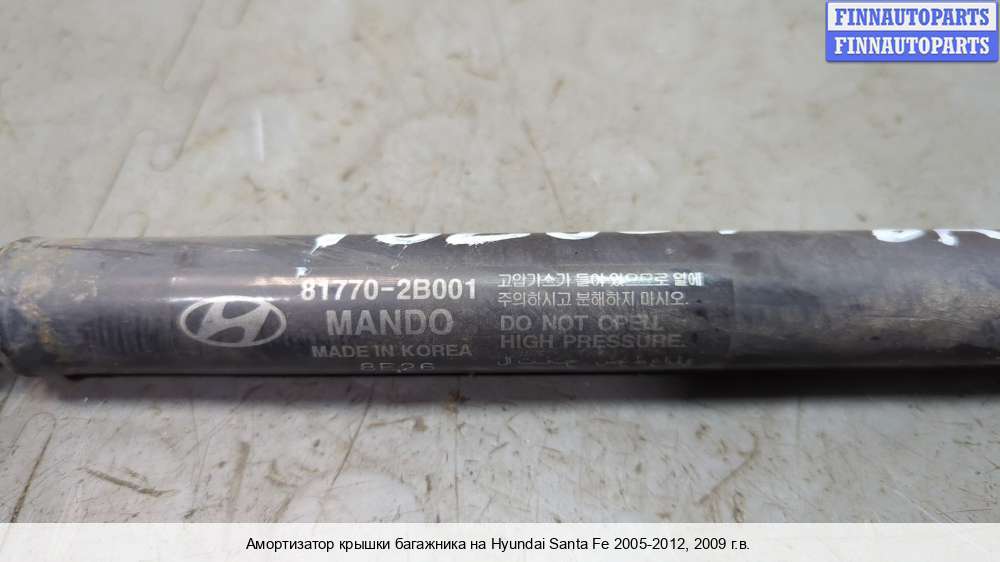 FINNAUTOPARTS
FINNAUTOPARTS
81770-2B001
MANDO
MADE IN KOREA
8E26
고압가스가 들어 있으므로 열에
주의하시고 분해하지 마시오.
DO NOT OPEN
HIGH PRESSURE.
Амортизатор крышки багажника на Hyundai Santa Fe 2005-2012, 2009 г.в.